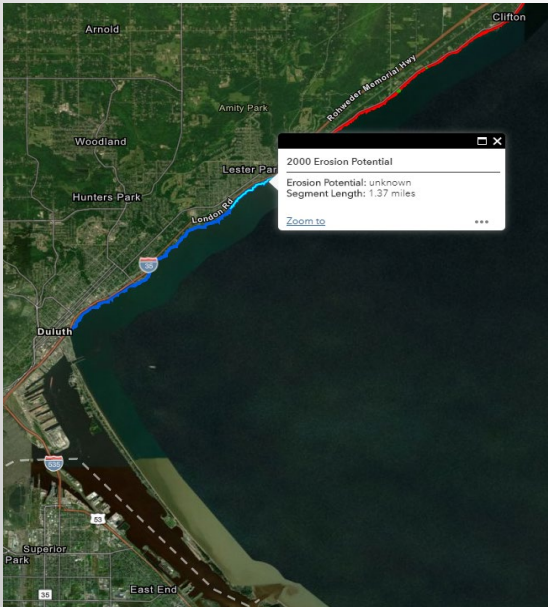 Clifton
Arnold
Rohweder Memorial Hwy
Amity Park
Woodland
2000 Erosion Potential
Lester Par
Erosion Potential: unknown
Segment Length: 1.37 miles
Hunters Park
London Rd
Zoom to
35
Duluth
535
53
Superior
Park
East End
35